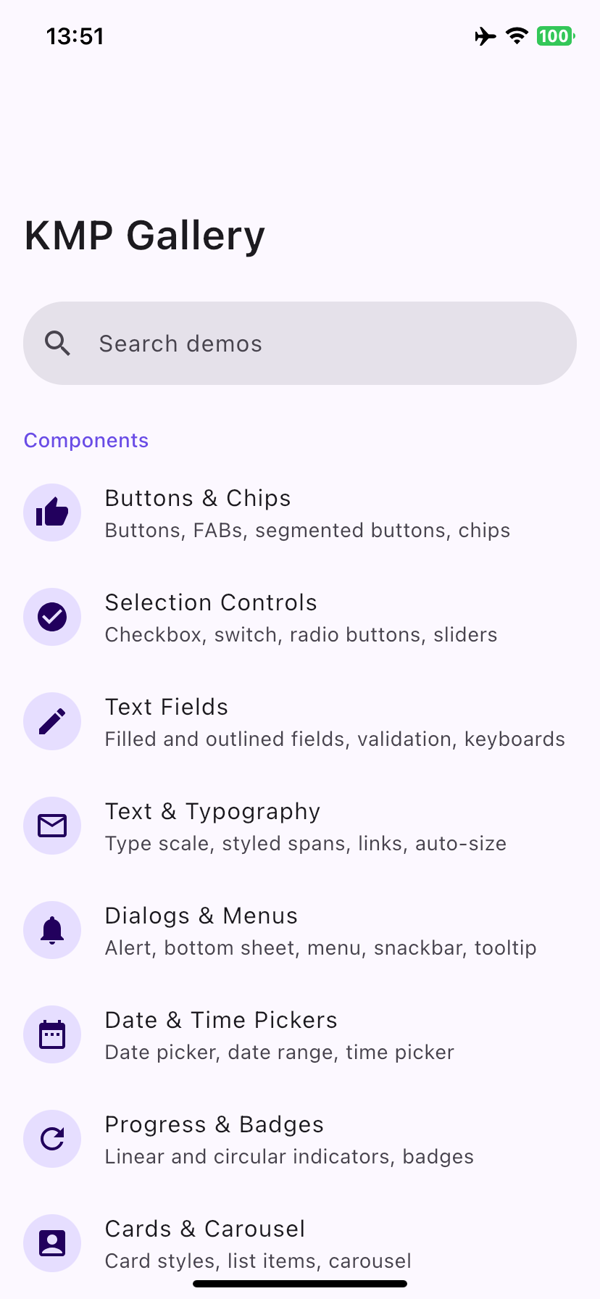 13:51
100
KMP Gallery
Search demos
Components
Buttons & Chips
Buttons, FABs, segmented buttons, chips
Selection Controls
Checkbox, switch, radio buttons, sliders
Text Fields
Filled and outlined fields, validation, keyboards
Text & Typography
Type scale, styled spans, links, auto-size
Dialogs & Menus
Alert, bottom sheet, menu, snackbar, tooltip
Date & Time Pickers
Date picker, date range, time picker
Progress & Badges
Linear and circular indicators, badges
Cards & Carousel
Card styles, list items, carousel